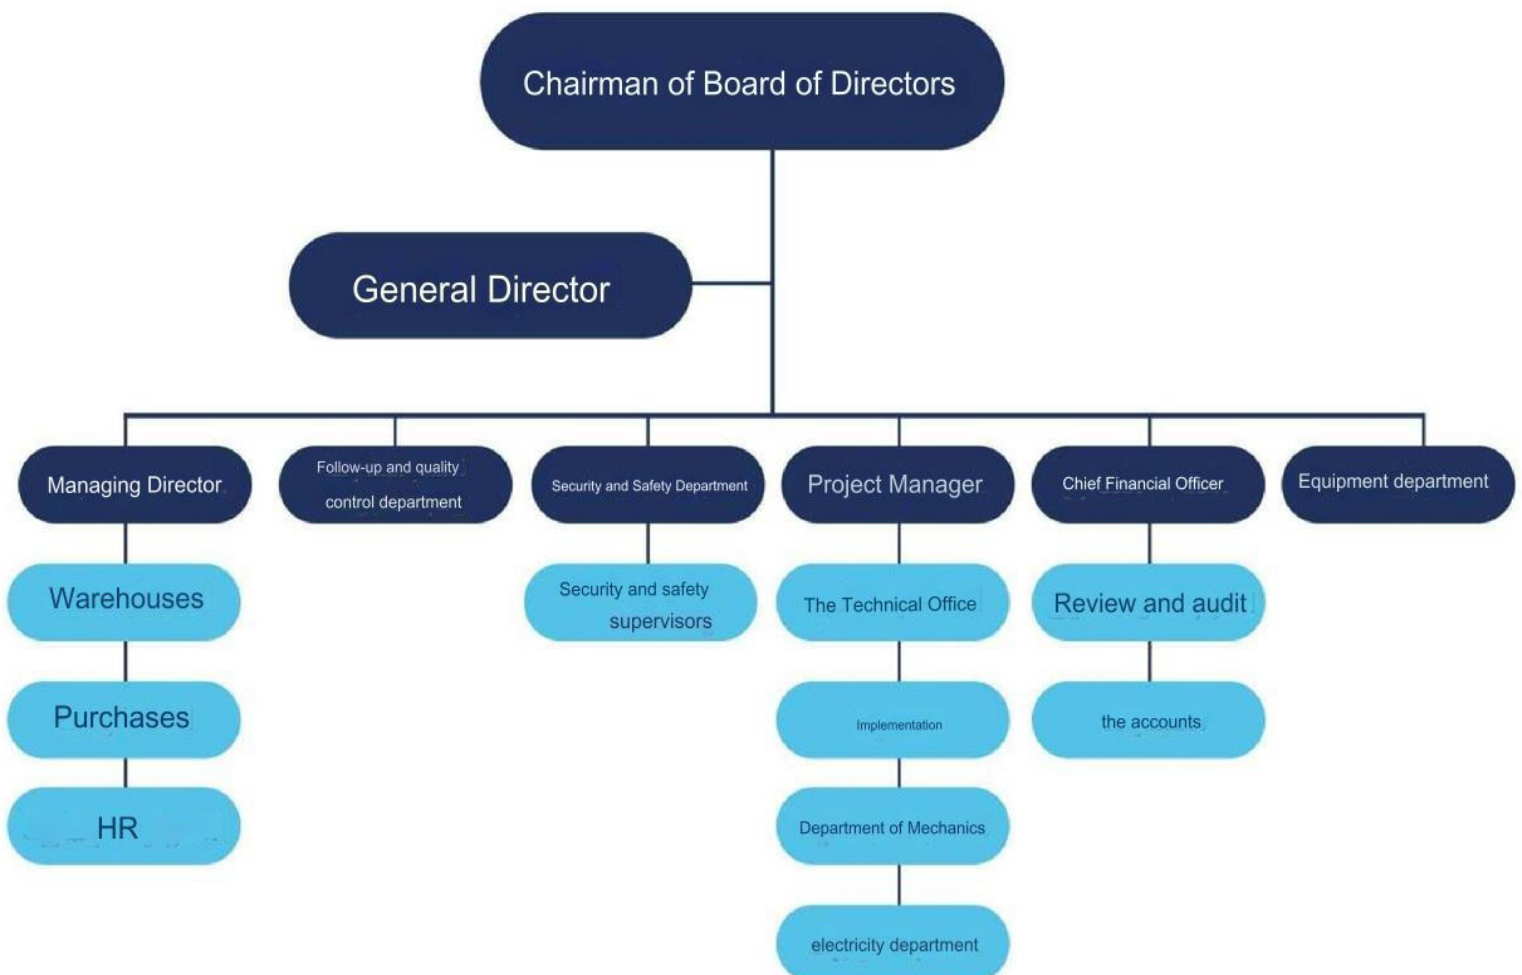 Chairman of Board of Directors
General Director
Managing Director
Follow-up and quality
control department
Security and Safety Department
Project Manager
Chief Financial Officer
Equipment department
Warehouses
Security and safety
supervisors
The Technical Office
Review and audit
Purchases
Implementation
the accounts
HR
Department of Mechanics
electricity department